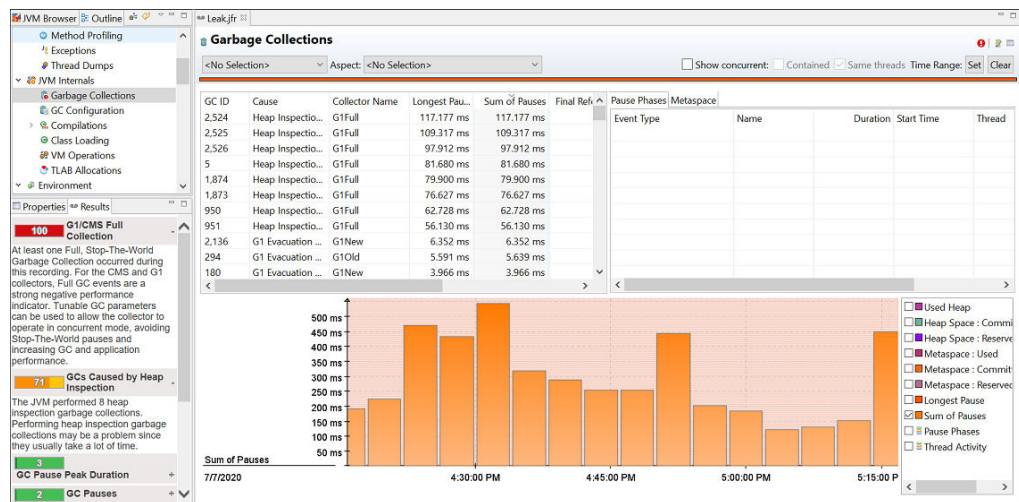 JVM Browser Outline
Method Profiling
Exceptions
Thread Dumps
JVM Internals
Garbage Collections
GC Configuration
Compilations
Class Loading
VM Operations
TLAB Allocations
Environment
Properties Results
100 G1/CMS Full Collection -
At least one Full, Stop-The-World
Garbage Collection occurred during
this recording. For the CMS and G1
collectors, Full GC events are a
strong negative performance
indicator. Tunable GC parameters
can be used to allow the collector to
operate in concurrent mode, avoiding
Stop-The-World pauses and
increasing GC and application
performance.
71 GCs Caused by Heap Inspection -
The JVM performed 8 heap
inspection garbage collections.
Performing heap inspection garbage
collections may be a problem since
they usually take a lot of time.
3
GC Pause Peak Duration +
2 GC Pauses +
Leak.jfr
Garbage Collections
<No Selection> Aspect: <No Selection> Show concurrent: Contained Same threads Time Range: Set Clear
GC ID Cause Collector Name Longest Pau... Sum of Pauses Final Refe
2,524 Heap Inspectio... G1Full 117.177 ms 117.177 ms
2,525 Heap Inspectio... G1Full 109.317 ms 109.317 ms
2,526 Heap Inspectio... G1Full 97.912 ms 97.912 ms
5 Heap Inspectio... G1Full 81.680 ms 81.680 ms
1,874 Heap Inspectio... G1Full 79.900 ms 79.900 ms
1,873 Heap Inspectio... G1Full 76.627 ms 76.627 ms
950 Heap Inspectio... G1Full 62.728 ms 62.728 ms
951 Heap Inspectio... G1Full 56.130 ms 56.130 ms
2,136 G1 Evacuation ... G1New 6.352 ms 6.352 ms
294 G1 Evacuation ... G1Old 5.591 ms 5.639 ms
180 G1 Evacuation ... G1New 3.966 ms 3.966 ms
Pause Phases Metaspace
Event Type Name Duration Start Time Thread
500 ms
450 ms
400 ms
350 ms
300 ms
250 ms
200 ms
150 ms
100 ms
50 ms
Sum of Pauses
7/7/2020 4:30:00 PM 4:45:00 PM 5:00:00 PM 5:15:00 P
Used Heap
Heap Space : Commi
Heap Space : Reserve
Metaspace : Used
Metaspace : Commit
Metaspace : Reserved
Longest Pause
Sum of Pauses
Pause Phases
Thread Activity